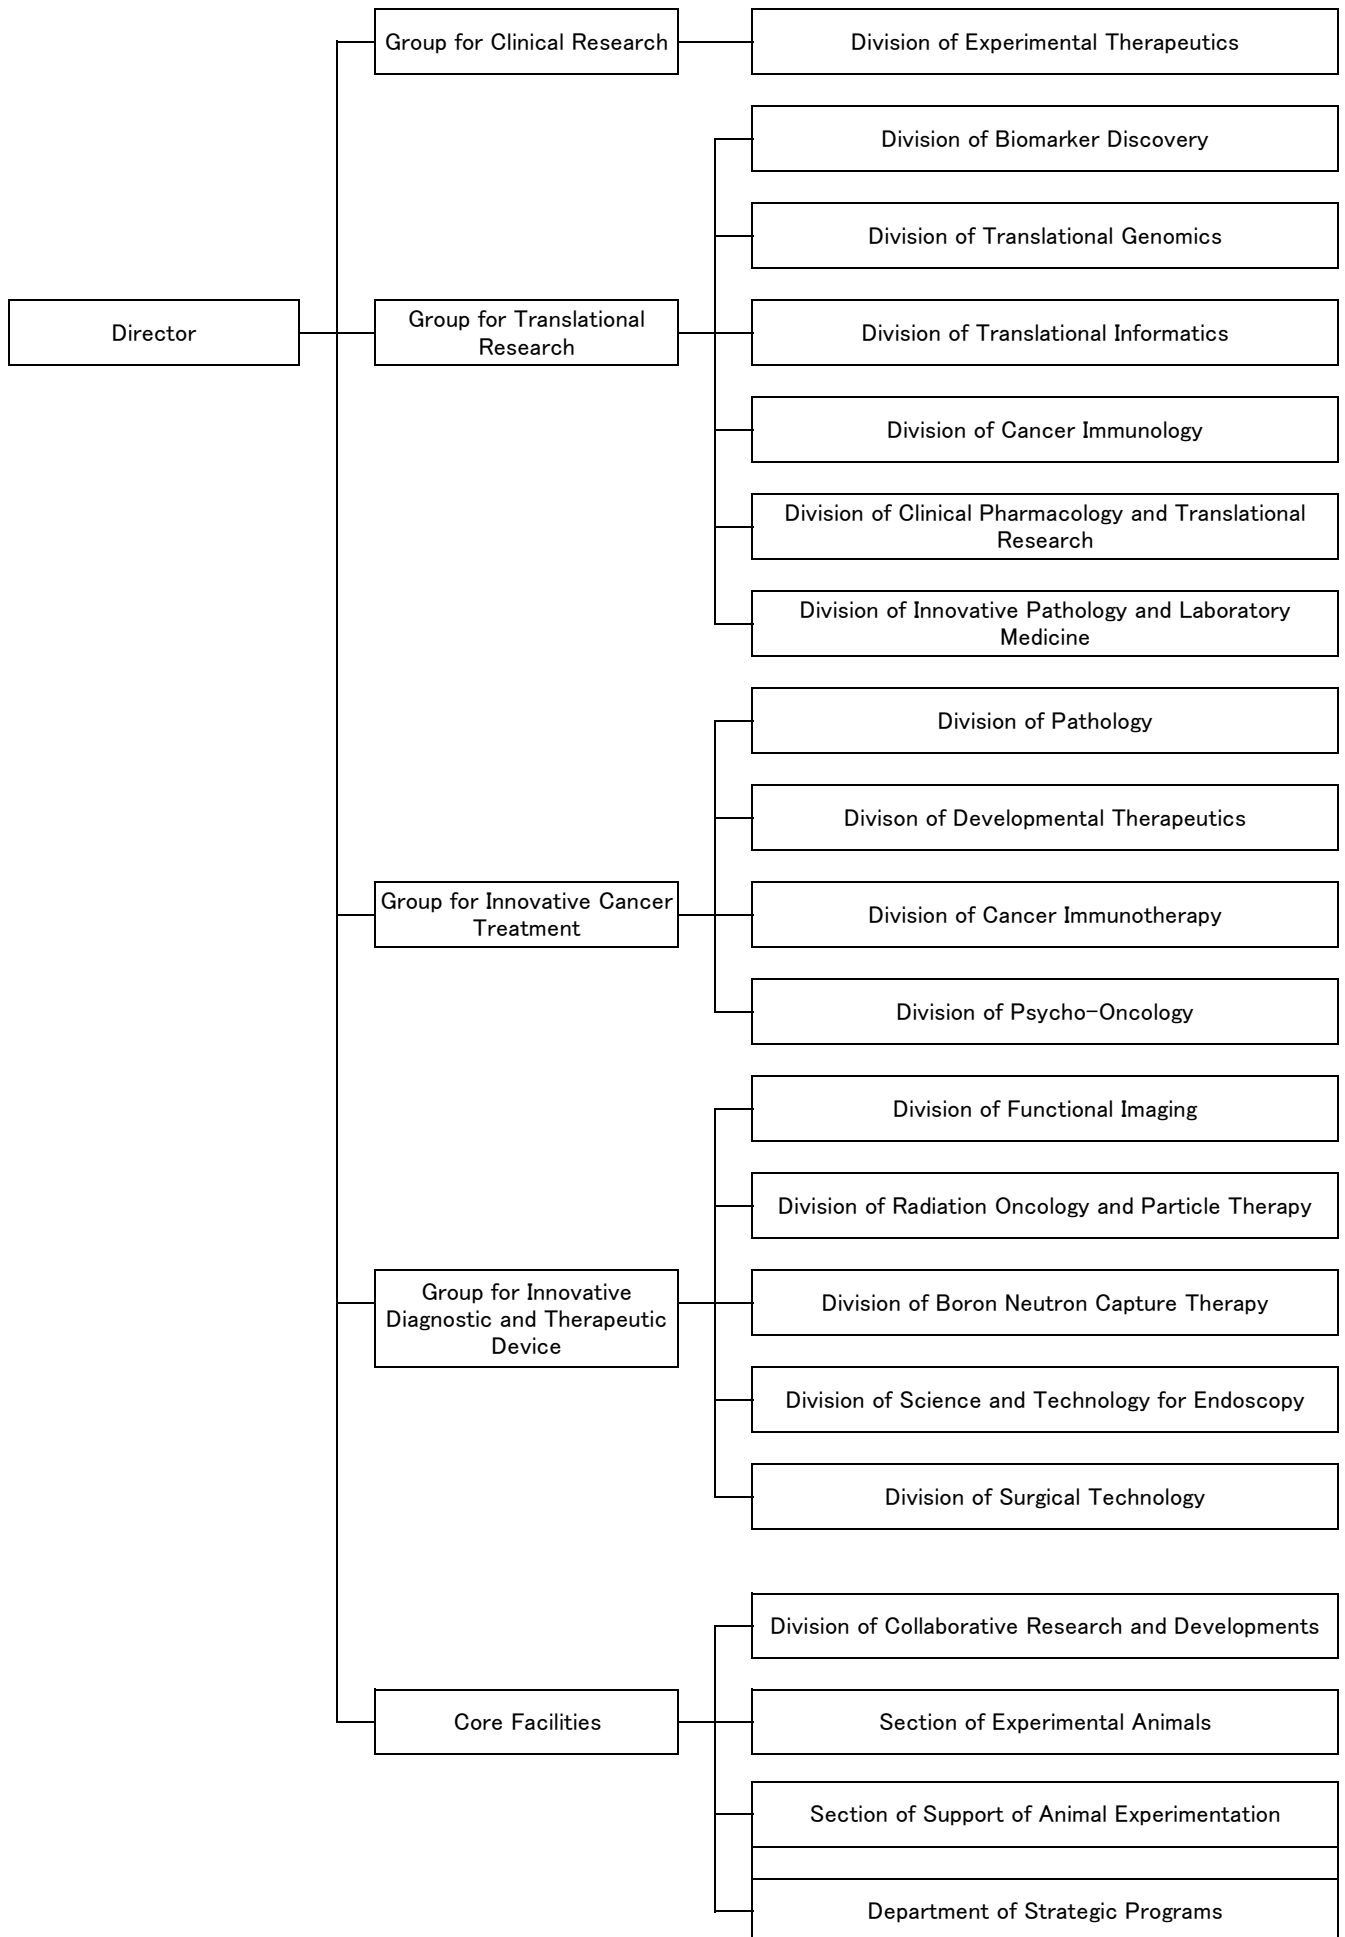 Group for Clinical Research
Division of Experimental Therapeutics
Division of Biomarker Discovery
Division of Translational Genomics
Director
Group for Translational
Research
Division of Translational Informatics
Division of Cancer Immunology
Division of Clinical Pharmacology and Translational
Research
Division of Innovative Pathology and Laboratory
Medicine
Division of Pathology
Divison of Developmental Therapeutics
Group for Innovative Cancer
Treatment
Division of Cancer Immunotherapy
Division of Psycho-Oncology
Division of Functional Imaging
Division of Radiation Oncology and Particle Therapy
Group for Innovative
Diagnostic and Therapeutic
Device
Division of Boron Neutron Capture Therapy
Division of Science and Technology for Endoscopy
Division of Surgical Technology
Division of Collaborative Research and Developments
Core Facilities
Section of Experimental Animals
Section of Support of Animal Experimentation
Department of Strategic Programs